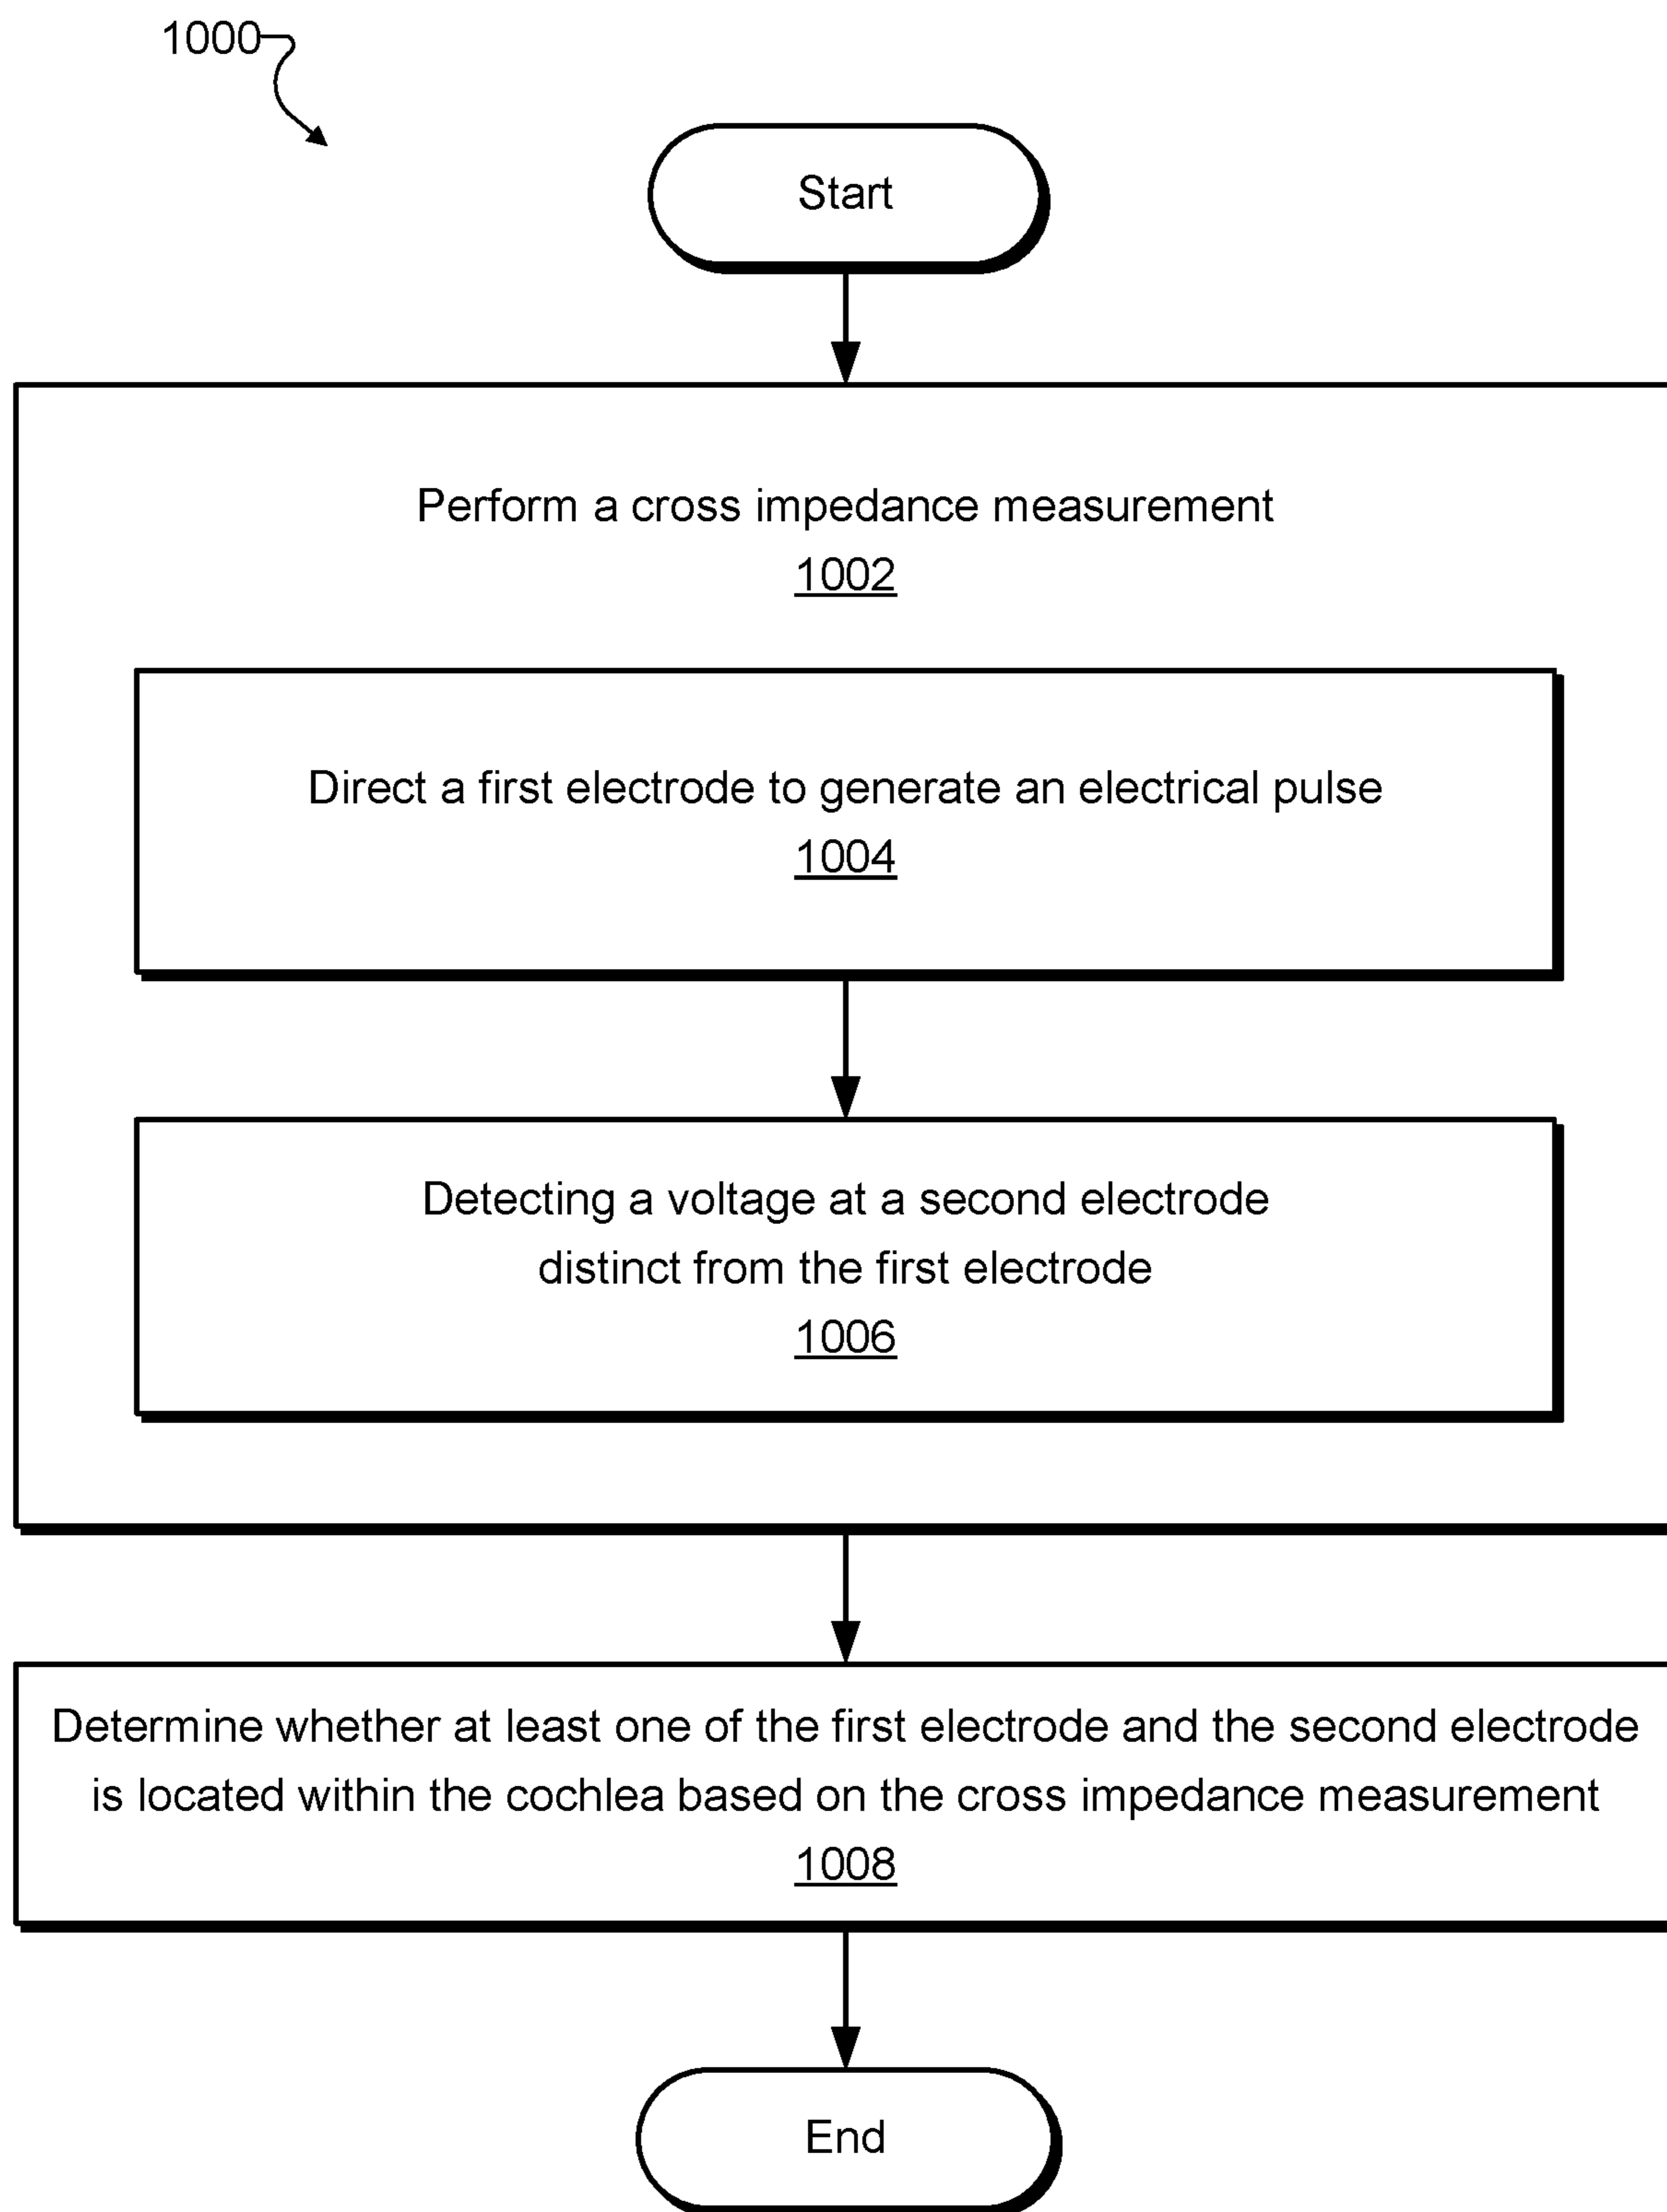 1000
Start
Perform a cross impedance measurement
1002
Direct a first electrode to generate an electrical pulse
1004
Detecting a voltage at a second electrode
distinct from the first electrode
1006
Determine whether at least one of the first electrode and the second electrode
is located within the cochlea based on the cross impedance measurement
1008
End